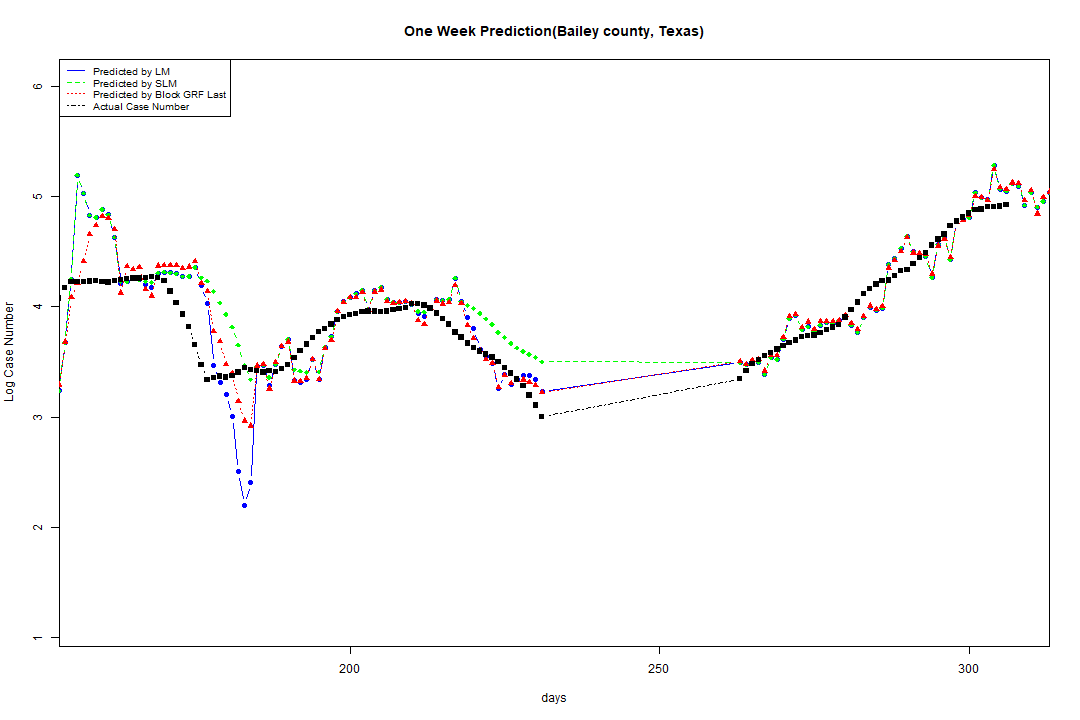 One Week Prediction(Bailey county, Texas)
Predicted by LM
Predicted by SLM
Predicted by Block GRF Last
Actual Case Number
6
5
4
3
2
1
Log Case Number
200
250
300
days